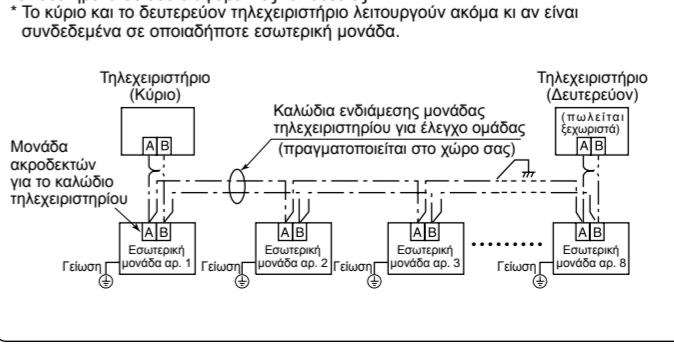 * Το κύριο και το δευτερεύον τηλεχειριστήριο λειτουργούν ακόμα κι αν είναι
συνδεδεμένα σε οποιαδήποτε εσωτερική μονάδα.
Τηλεχειριστήριο
(Κύριο)
Τηλεχειριστήριο
(Δευτερεύον)
(πωλείται
ξεχωριστά)
A B
A B
Καλώδια ενδιάμεσης μονάδας
τηλεχειριστηρίου για έλεγχο ομάδας
(πραγματοποιείται στο χώρο σας)
Μονάδα
ακροδεκτών
για το καλώδιο
τηλεχειριστηρίου
A B
A B
A B
A B
Εσωτερική
μονάδα αρ. 1
Εσωτερική
μονάδα αρ. 2
Εσωτερική
μονάδα αρ. 3
Εσωτερική
μονάδα αρ. 8
Γείωση
Γείωση
Γείωση
Γείωση